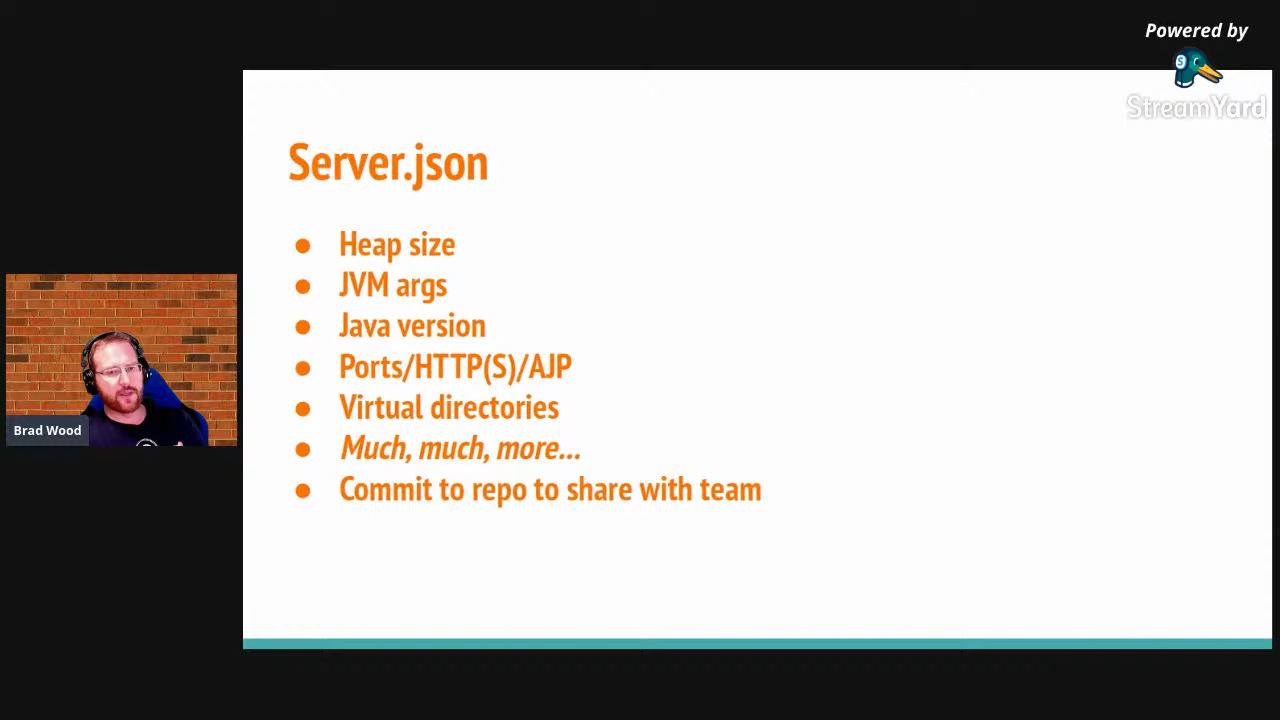 Powered by
StreamYard
Server.json
● Heap size
● JVM args
● Java version
● Ports/HTTP(S)/AJP
● Virtual directories
● Much, much, more...
● Commit to repo to share with team
Brad Wood